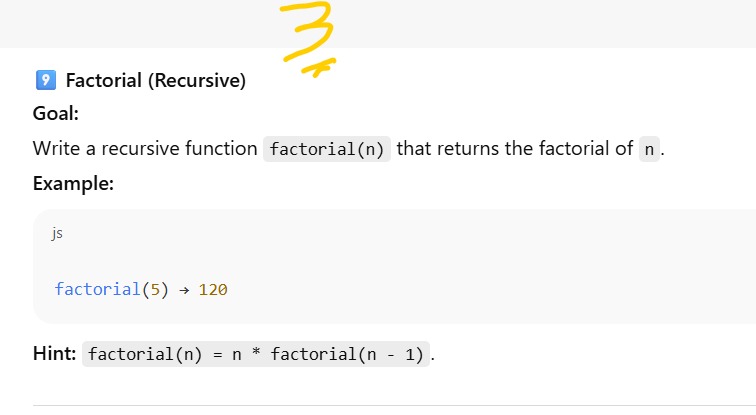 3
9 Factorial (Recursive)
Goal:
Write a recursive function factorial(n) that returns the factorial of n.
Example:
js
factorial(5) → 120
Hint: factorial(n) = n * factorial(n - 1).